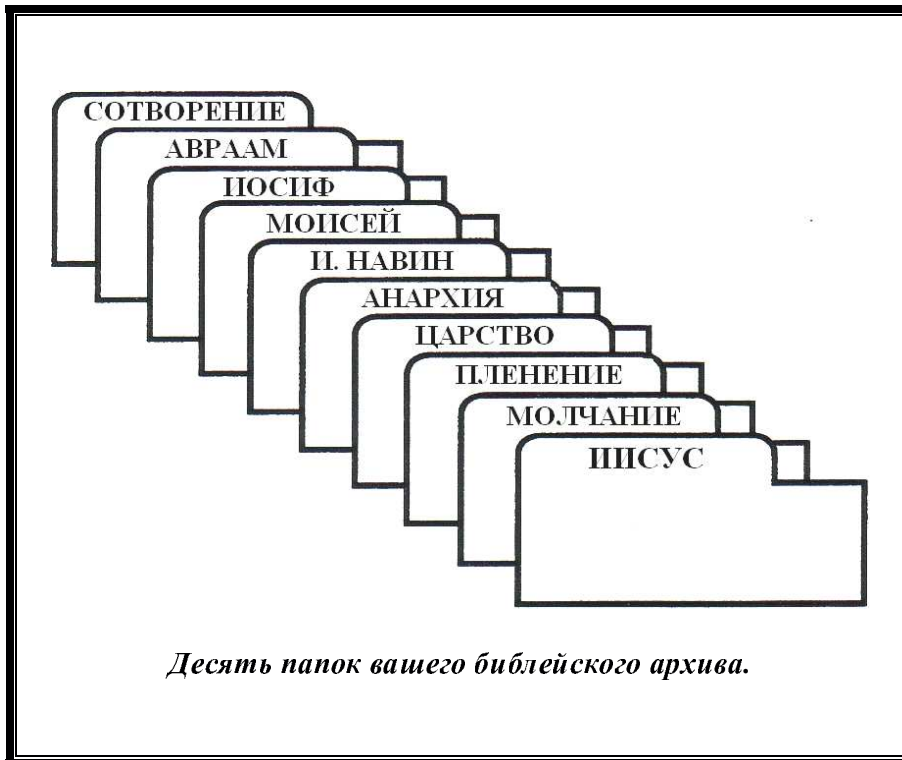 СОТВОРЕНИЕ
АВРААМ
ИОСИФ
МОИСЕЙ
И. НАВИН
АНАРХИЯ
ЦАРСТВО
ПЛЕНЕНИЕ
МОЛЧАНИЕ
ИИСУС
Десять папок вашего библейского архива.